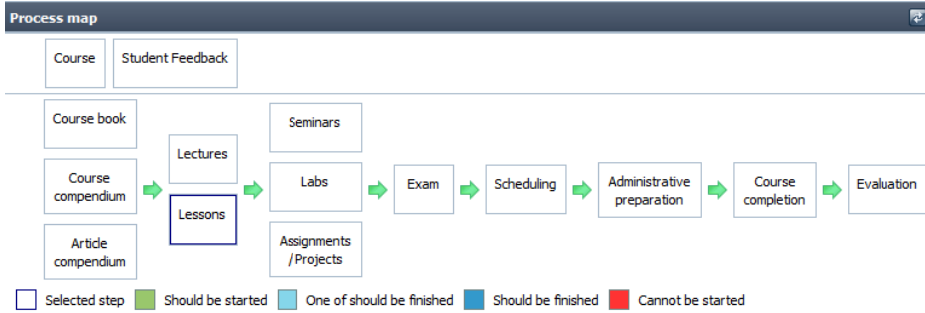 Process map
Course
Student Feedback
Course book
Course
compendium
Article
compendium
Lectures
Lessons
Seminars
Labs
Assignments
/Projects
Exam
Scheduling
Administrative
preparation
Course
completion
Evaluation
Selected step
Should be started
One of should be finished
Should be finished
Cannot be started